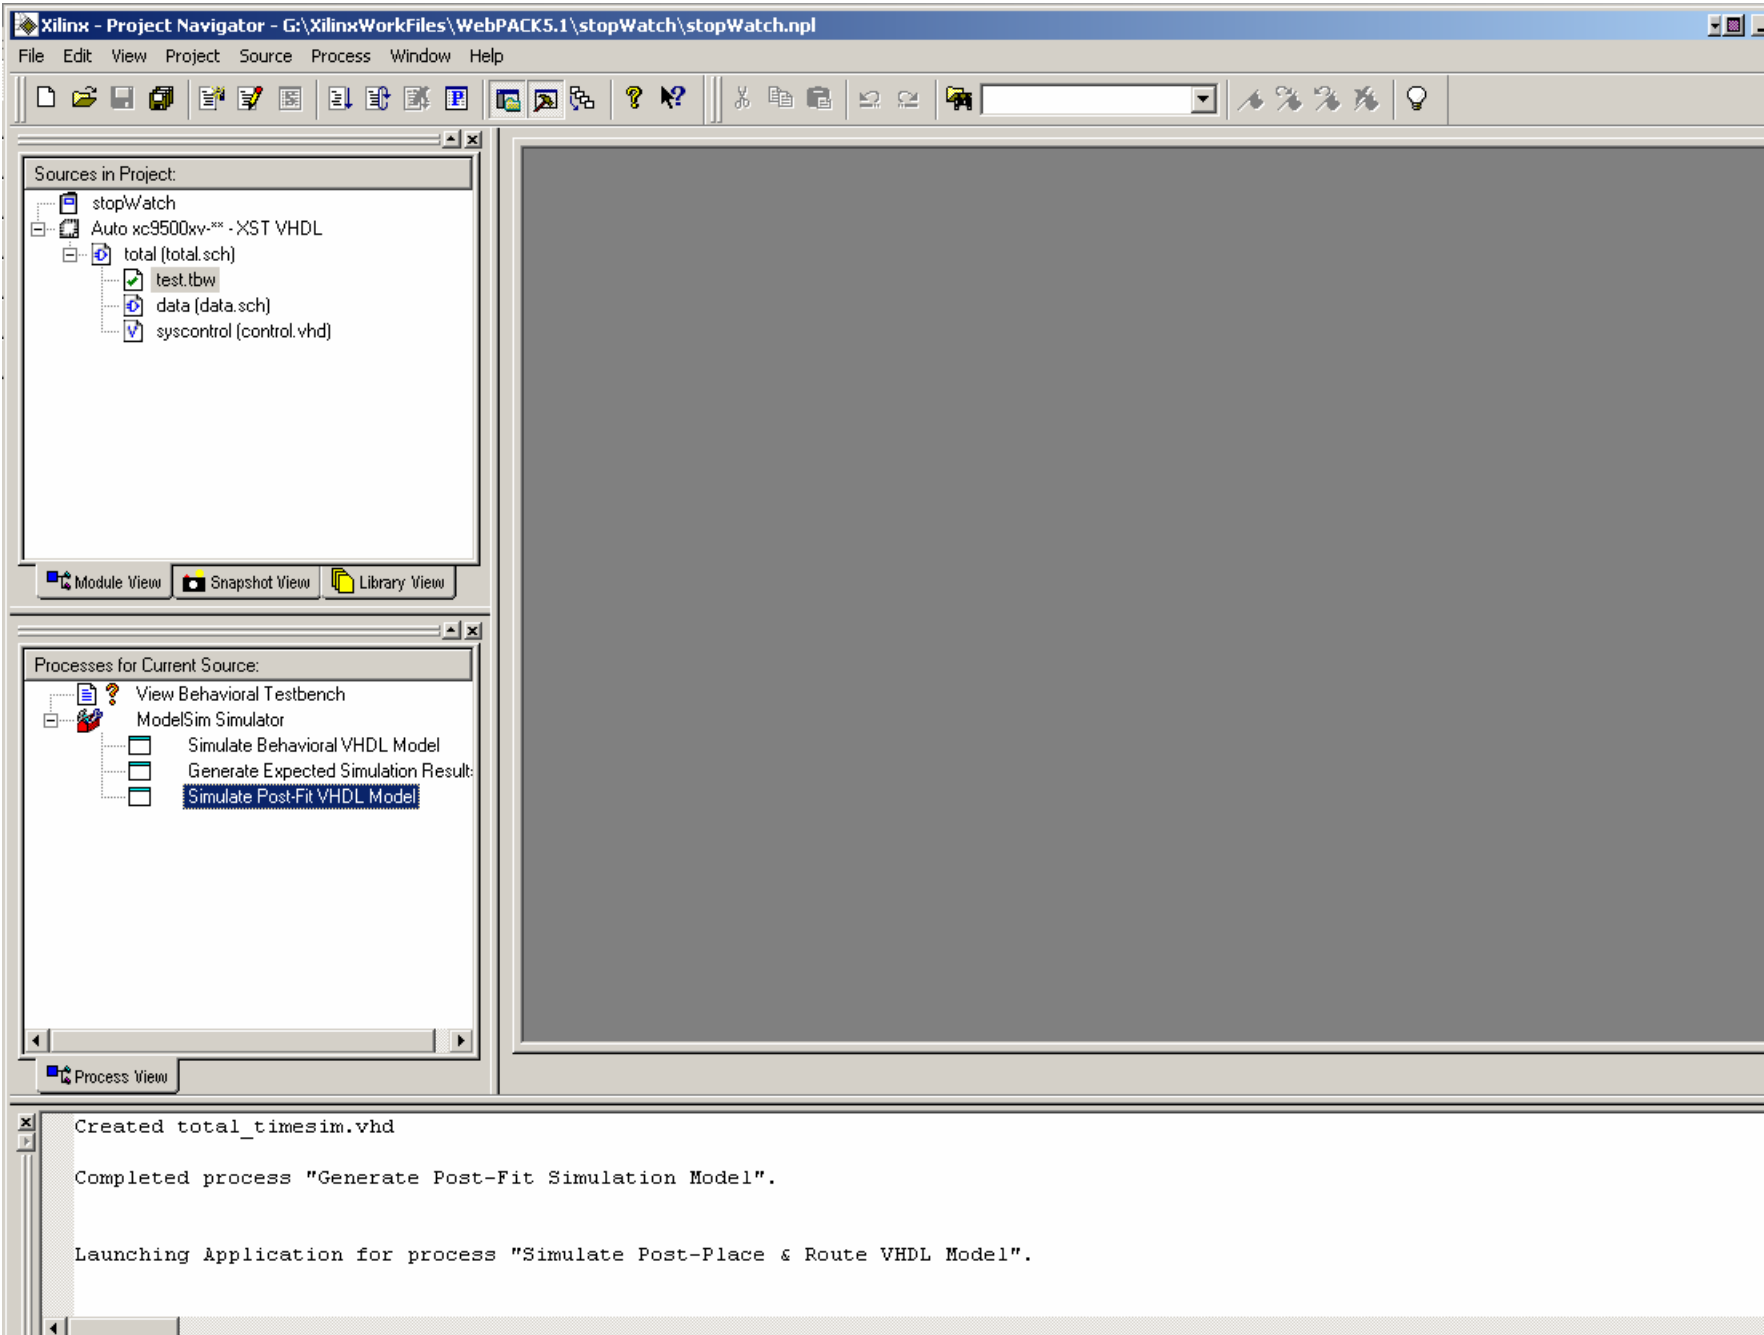 Xilinx - Project Navigator - G:\XilinxWorkFiles\WebPACK5.1\stopWatch\stopWatch.npl
File Edit View Project Source Process Window Help
Sources in Project:
stopWatch
Auto xc9500xv-** - XST VHDL
total (total.sch)
test.tbw
data (data.sch)
syscontrol (control.vhd)
Module View Snapshot View Library View
Processes for Current Source:
View Behavioral Testbench
ModelSim Simulator
Simulate Behavioral VHDL Model
Generate Expected Simulation Result
Simulate Post-Fit VHDL Model
Process View
Created total_timesim.vhd
Completed process "Generate Post-Fit Simulation Model".
Launching Application for process "Simulate Post-Place & Route VHDL Model".